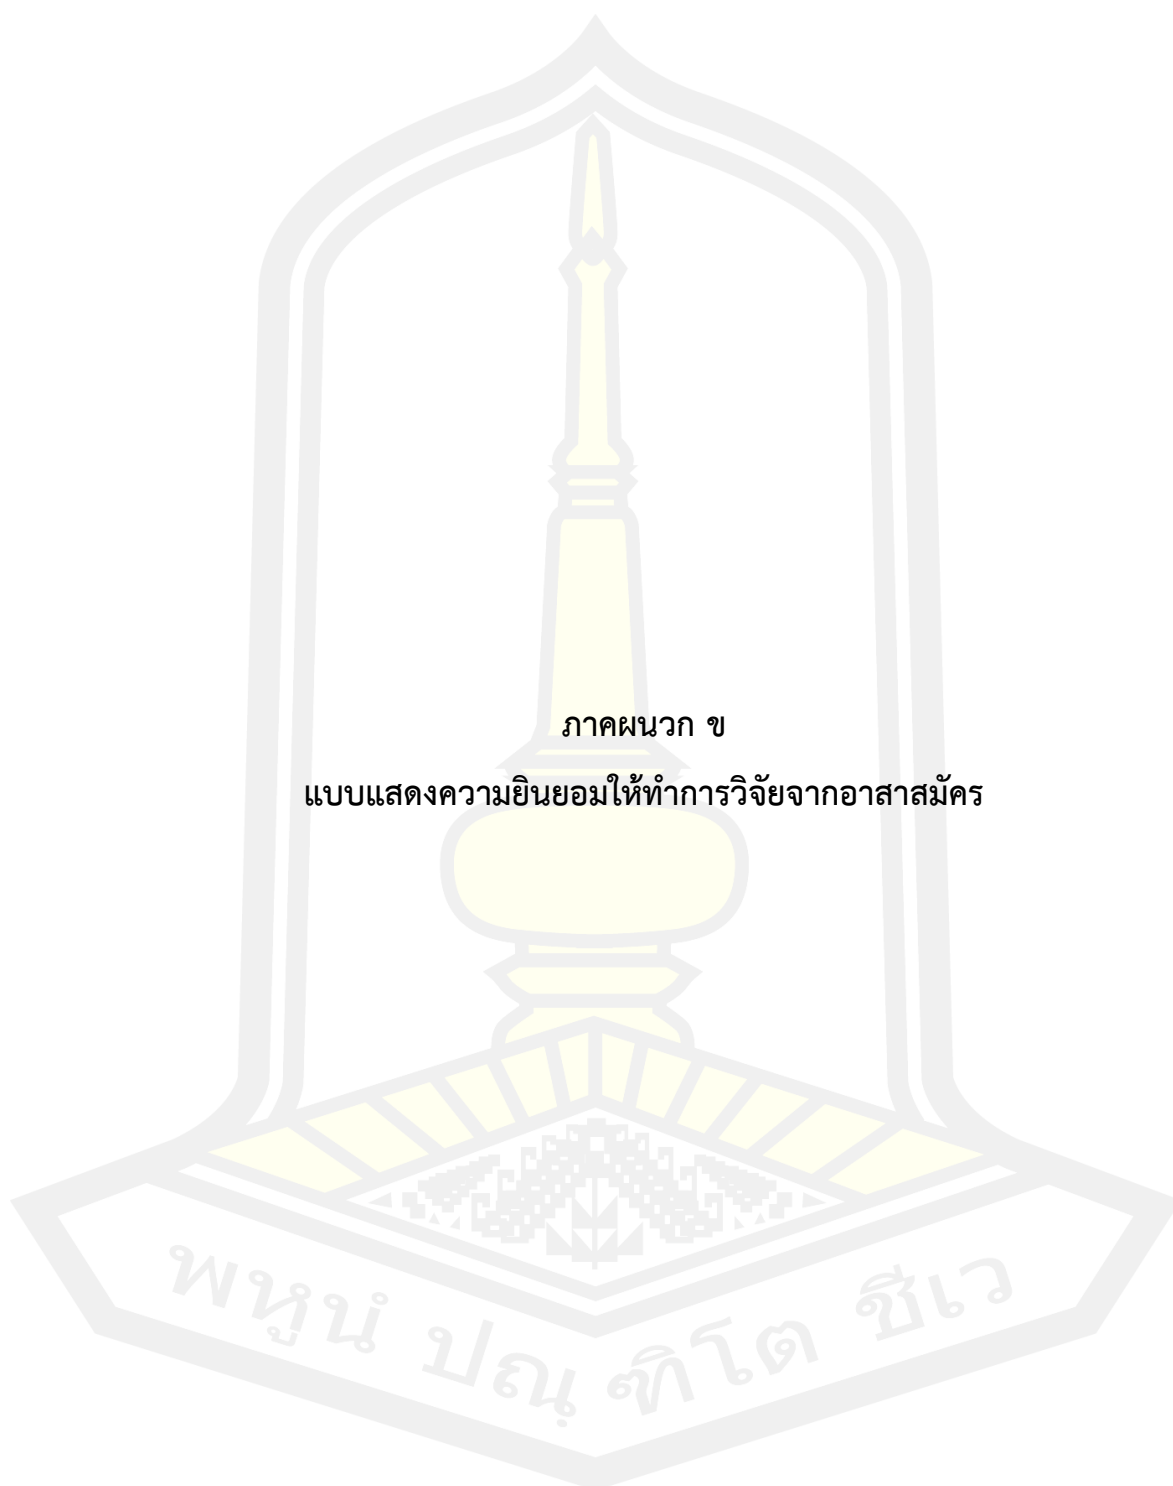 ภาคผนวก ข
แบบแสดงความยินยอมให้ทำการวิจัยจากอาสาสมัคร
พหูนํ ปณฺฑิโต ชีเว